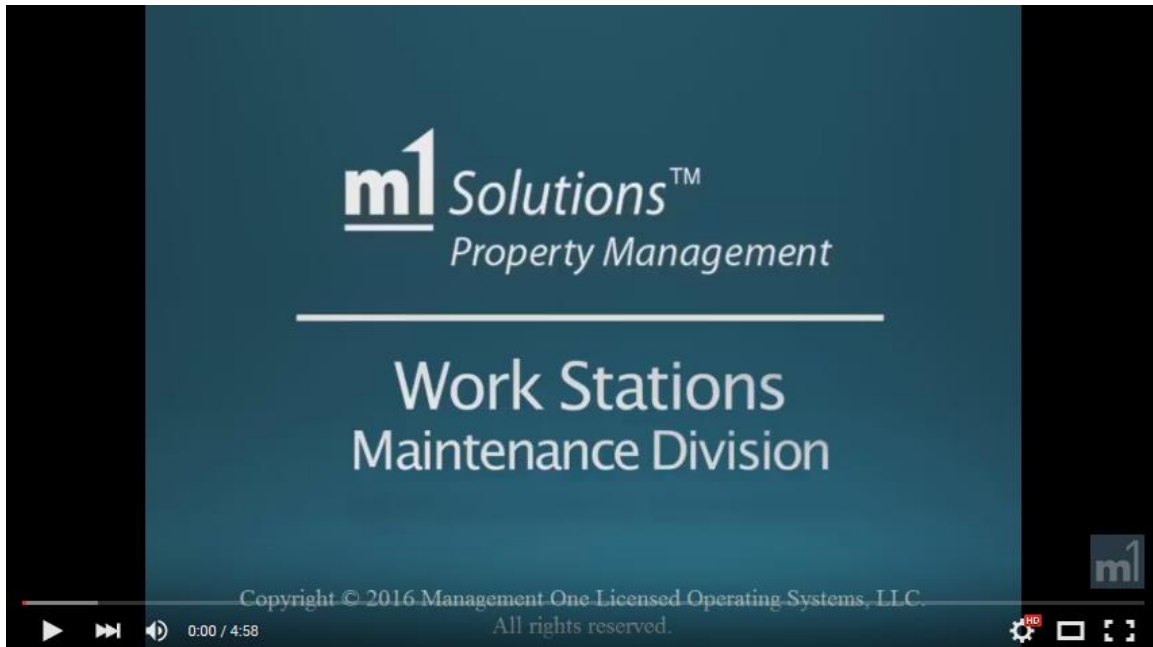 m1 Solutions™
Property Management
Work Stations
Maintenance Division
m1
Copyright © 2016 Management One Licensed Operating Systems, LLC.
All rights reserved.
0:00 / 4:58
HD